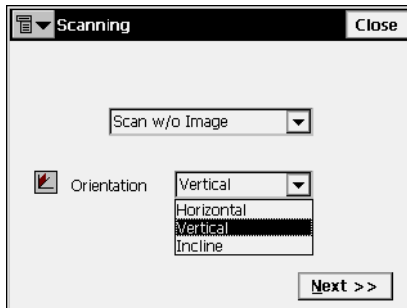 Scanning Close
Scan w/o Image
Orientation Vertical
Horizontal
Vertical
Incline
Next >>